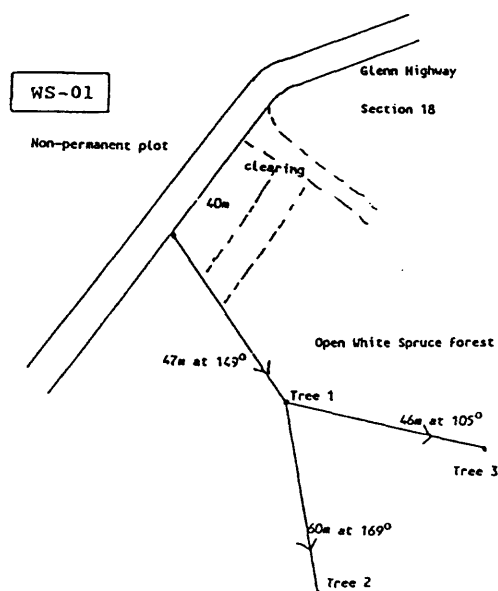 Glenn Highway
WS-01
Section 18
Non-permanent plot
clearing
40m
Open White Spruce Forest
47m at 149°
Tree 1
46m at 105°
Tree 3
60m at 169°
Tree 2